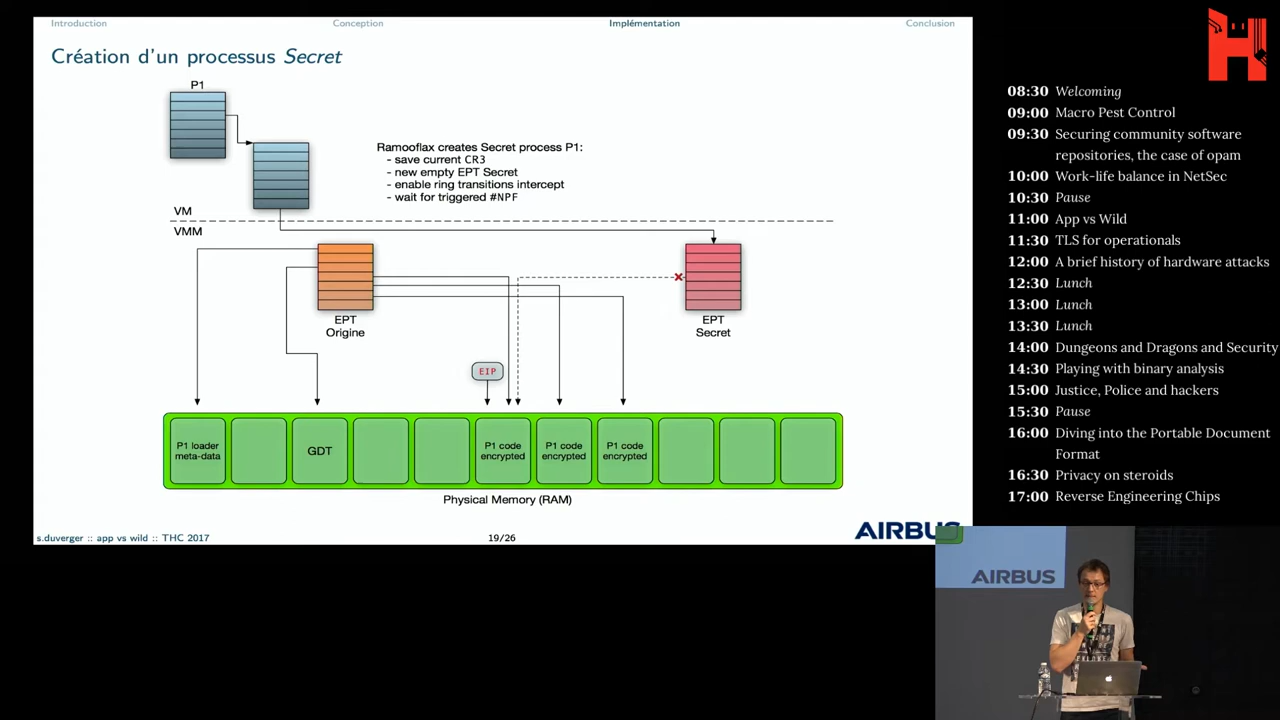 Introduction
Conception
Implémentation
Conclusion
Création d'un processus Secret
P1
Ramooflax creates Secret process P1:
- save current CR3
- new empty EPT Secret
- enable ring transitions intercept
- wait for triggered #NPF
VM
VMM
EPT
Origine
EPT
Secret
EIP
P1 loader
meta-data
GDT
P1 code
encrypted
P1 code
encrypted
P1 code
encrypted
Physical Memory (RAM)
s.duverger :: app vs wild :: THC 2017
19/26
AIRBUS
08:30 Welcoming
09:00 Macro Pest Control
09:30 Securing community software
repositories, the case of opam
10:00 Work-life balance in NetSec
10:30 Pause
11:00 App vs Wild
11:30 TLS for operationals
12:00 A brief history of hardware attacks
12:30 Lunch
13:00 Lunch
13:30 Lunch
14:00 Dungeons and Dragons and Security
14:30 Playing with binary analysis
15:00 Justice, Police and hackers
15:30 Pause
16:00 Diving into the Portable Document
Format
16:30 Privacy on steroids
17:00 Reverse Engineering Chips
AIRBUS